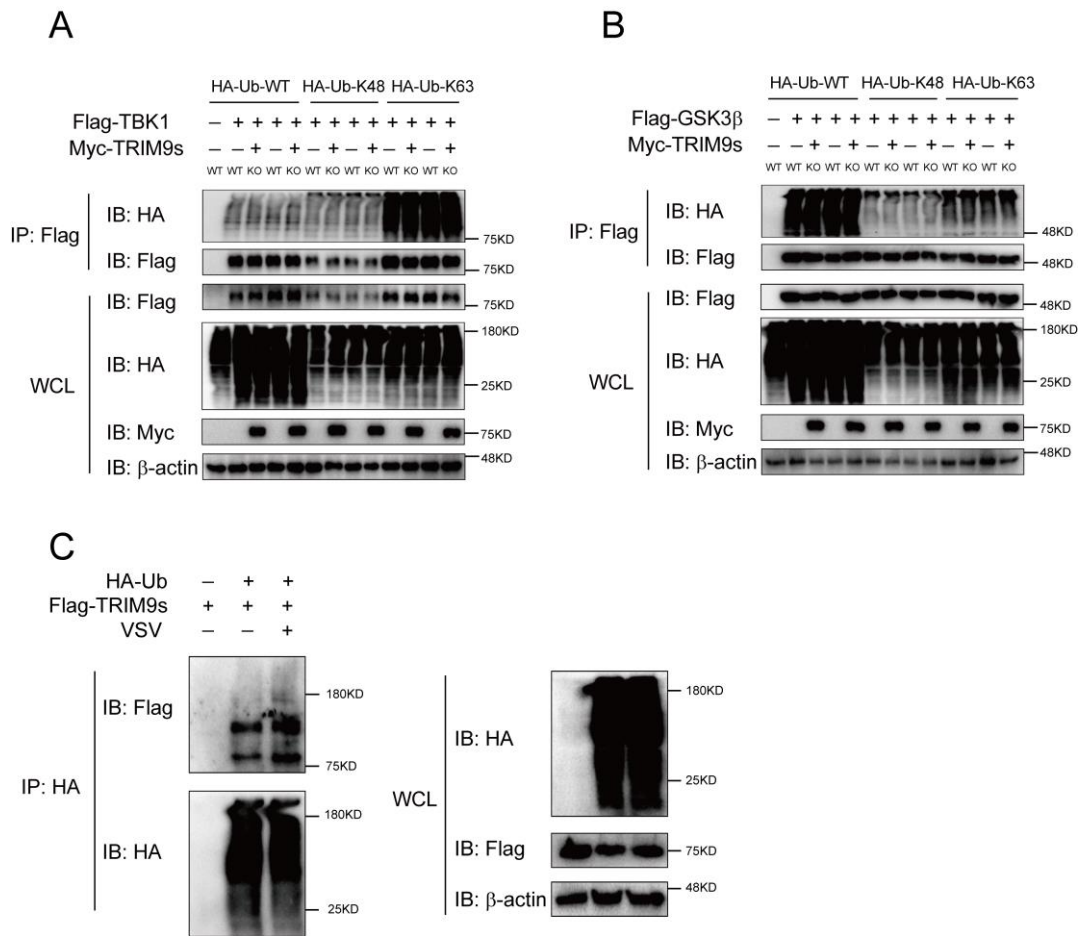 A
HA-Ub-WT HA-Ub-K48 HA-Ub-K63
Flag-TBK1 – + + + + + + + + + + + +
Myc-TRIM9s – – + – + – + – + – + – +
WT WT KO WT KO WT KO WT KO WT KO WT KO
IP: Flag
IB: HA
75KD
IB: Flag
75KD
WCL
IB: Flag
75KD
180KD
IB: HA
25KD
IB: Myc
75KD
IB: β-actin
48KD
B
HA-Ub-WT HA-Ub-K48 HA-Ub-K63
Flag-GSK3β – + + + + + + + + + + + +
Myc-TRIM9s – – + – + – + – + – + – +
WT WT KO WT KO WT KO WT KO WT KO WT KO
IP: Flag
IB: HA
48KD
IB: Flag
48KD
WCL
IB: Flag
48KD
180KD
IB: HA
25KD
IB: Myc
75KD
IB: β-actin
48KD
C
HA-Ub – + +
Flag-TRIM9s + + +
VSV – – +
IP: HA
IB: Flag
180KD
75KD
IB: HA
180KD
25KD
WCL
IB: HA
180KD
25KD
IB: Flag
75KD
IB: β-actin
48KD